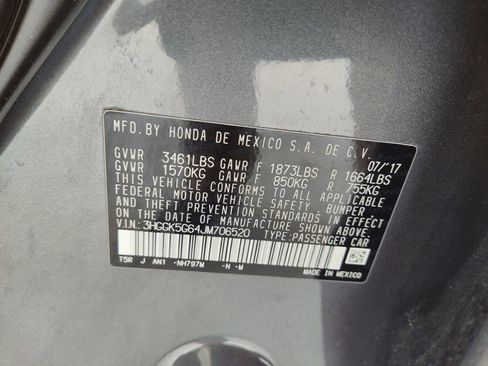 MFD.BY HONDA DE MEXICO S.A. DE C.V.
07/'17
GVWR 3461LBS GAWR F 1873LBS R 1664LBS
GVWR 1570KG GAWR F 850KG R 755KG
THIS VEHICLE CONFORMS TO ALL APPLICABLE
FEDERAL MOTOR VEHICLE SAFETY BUMPER
AND THEFT PREVENTION STANDARDS IN EFFECT
ON THE DATE OF MANUFACTURE SHOWN ABOVE.
V.I.N: 3HGGK5G64JM706520 TYPE:PASSENGER CAR
T5R J AN1 -NH797M -N -M
MADE IN MEXICO